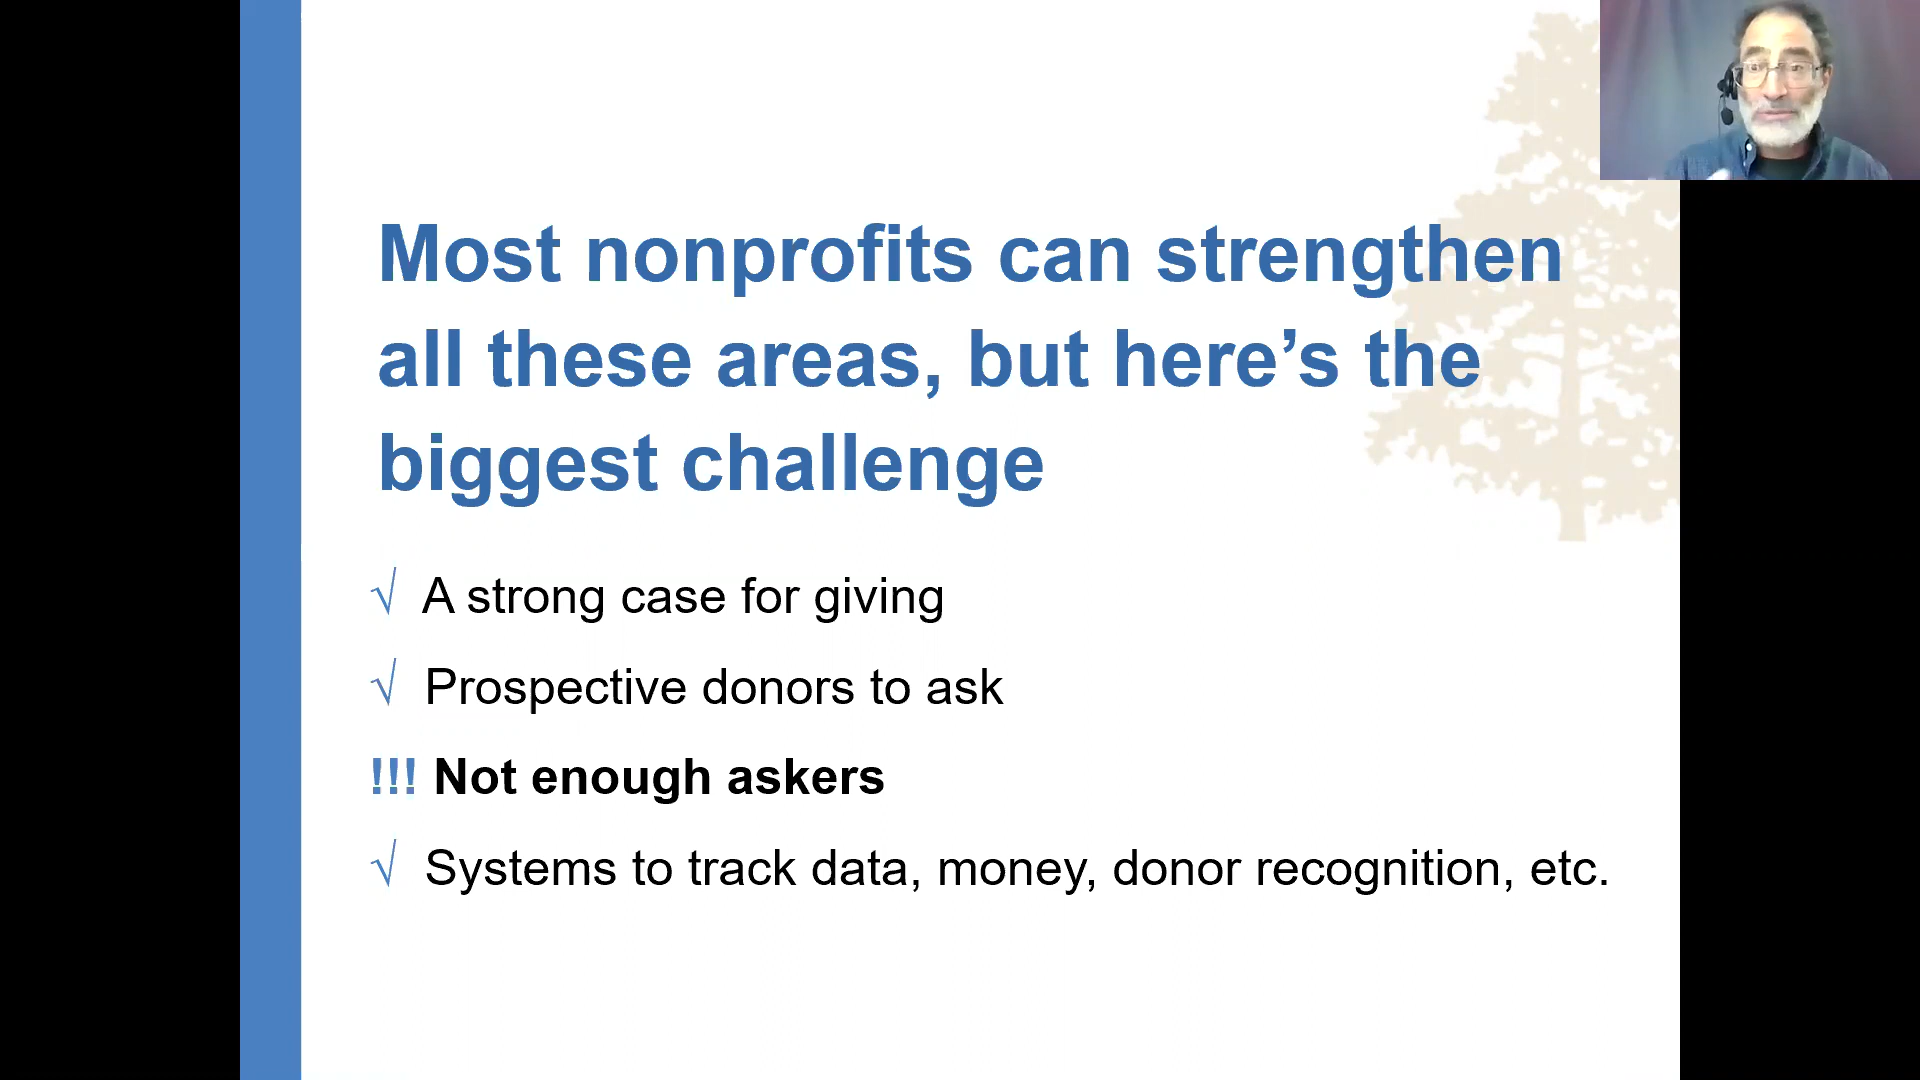 Most nonprofits can strengthen
all these areas, but here’s the
biggest challenge
√ A strong case for giving
√ Prospective donors to ask
!!! Not enough askers
√ Systems to track data, money, donor recognition, etc.